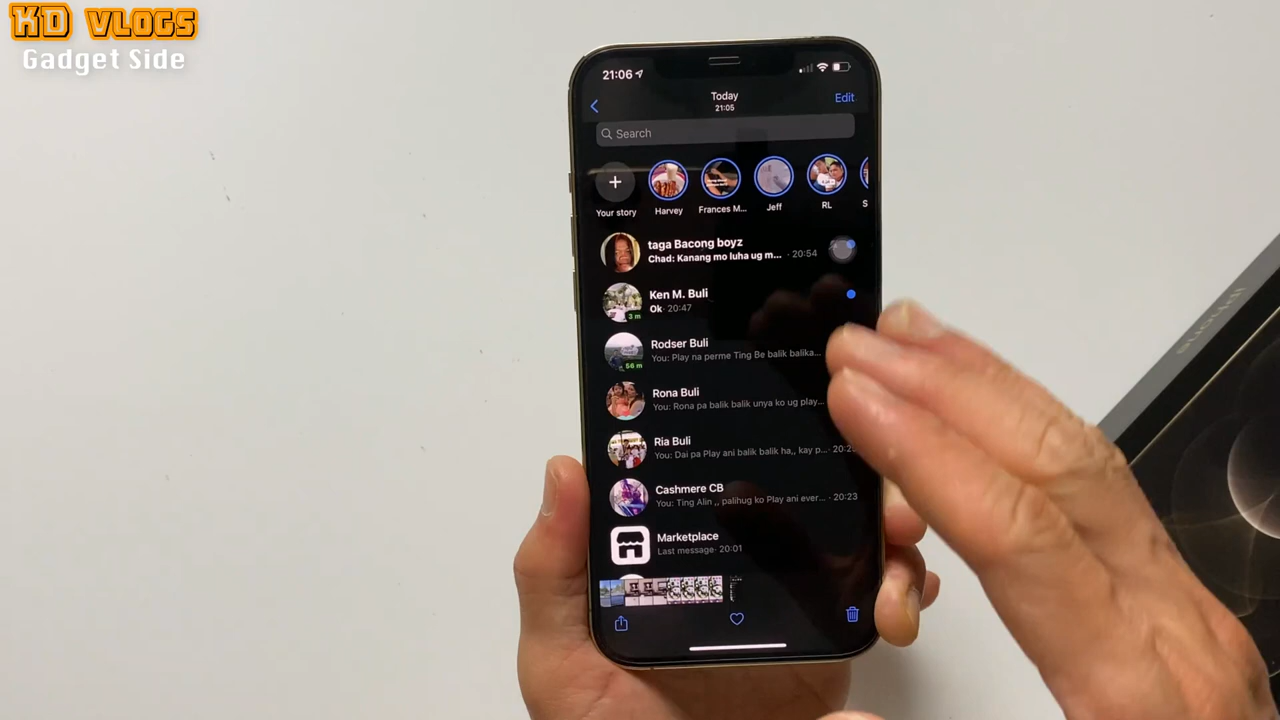 KD VLOGS
Gadget Side
21:06
Today
21:05
Edit
Search
Your story
Harvey
Frances M...
Jeff
RL
S
taga Bacong boyz
Chad: Kanang mo luha ug m... · 20:54
Ken M. Buli
Ok · 20:47
3 m
Rodser Buli
You: Play na perme Ting Be balik balika...
56 m
Rona Buli
You: Rona pa balik balik unya ko ug play...
Ria Buli
You: Dai pa Play ani balik balik ha,, kay p... · 20:2
Cashmere CB
You: Ting Alin ,, palihug ko Play ani ever... · 20:23
Marketplace
Last message · 20:01
iPhone